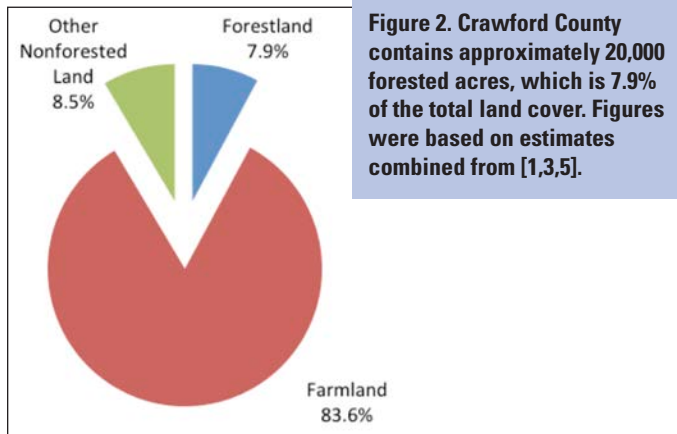 Other
Nonforested
Land
8.5%
Forestland
7.9%
Farmland
83.6%
Figure 2. Crawford County
contains approximately 20,000
forested acres, which is 7.9%
of the total land cover. Figures
were based on estimates
combined from [1,3,5].